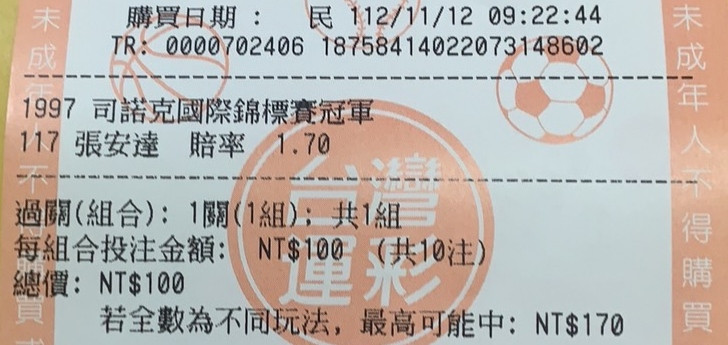 購買日期: 民 112/11/12 09:22:44
TR: 0000702406 18758414022073148602
1997 司諾克國際錦標賽冠軍
117 張安達 賠率 1.70
過關(組合): 1關(1組); 共1組
每組合投注金額: NT$100 (共10注)
總價: NT$100
若全數為不同玩法, 最高可能中: NT$170
台灣
運彩
未成年人不得購買
未成年人不得購買